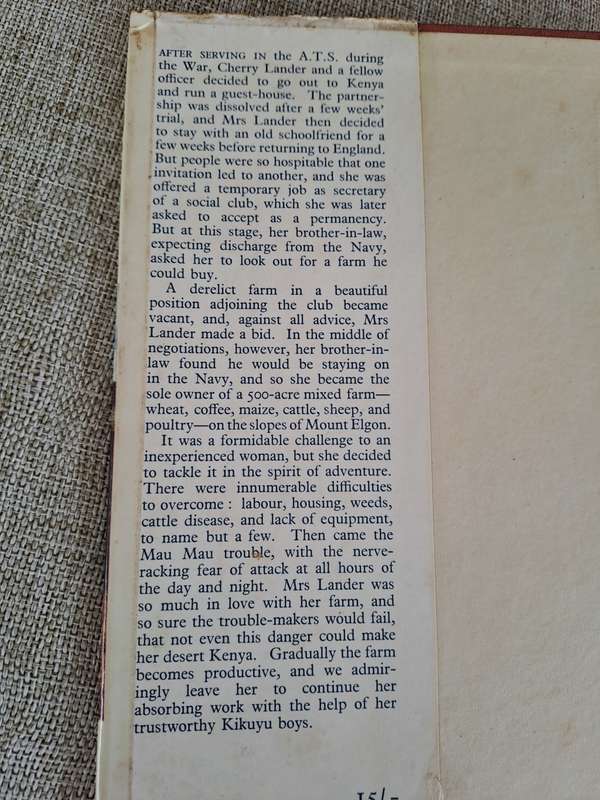 AFTER SERVING IN the A.T.S. during
the War, Cherry Lander and a fellow
officer decided to go out to Kenya
and run a guest-house. The partner-
ship was dissolved after a few weeks'
trial, and Mrs Lander then decided
to stay with an old schoolfriend for a
few weeks before returning to England.
But people were so hospitable that one
invitation led to another, and she was
offered a temporary job as secretary
of a social club, which she was later
asked to accept as a permanency.
But at this stage, her brother-in-law,
expecting discharge from the Navy,
asked her to look out for a farm he
could buy.
A derelict farm in a beautiful
position adjoining the club became
vacant, and, against all advice, Mrs
Lander made a bid. In the middle of
negotiations, however, her brother-in-
law found he would be staying on
in the Navy, and so she became the
sole owner of a 500-acre mixed farm—
wheat, coffee, maize, cattle, sheep, and
poultry—on the slopes of Mount Elgon.
It was a formidable challenge to an
inexperienced woman, but she decided
to tackle it in the spirit of adventure.
There were innumerable difficulties
to overcome : labour, housing, weeds,
cattle disease, and lack of equipment,
to name but a few. Then came the
Mau Mau trouble, with the nerve-
racking fear of attack at all hours of
the day and night. Mrs Lander was
so much in love with her farm, and
so sure the trouble-makers would fail,
that not even this danger could make
her desert Kenya. Gradually the farm
becomes productive, and we admir-
ingly leave her to continue her
absorbing work with the help of her
trustworthy Kikuyu boys.
15/-